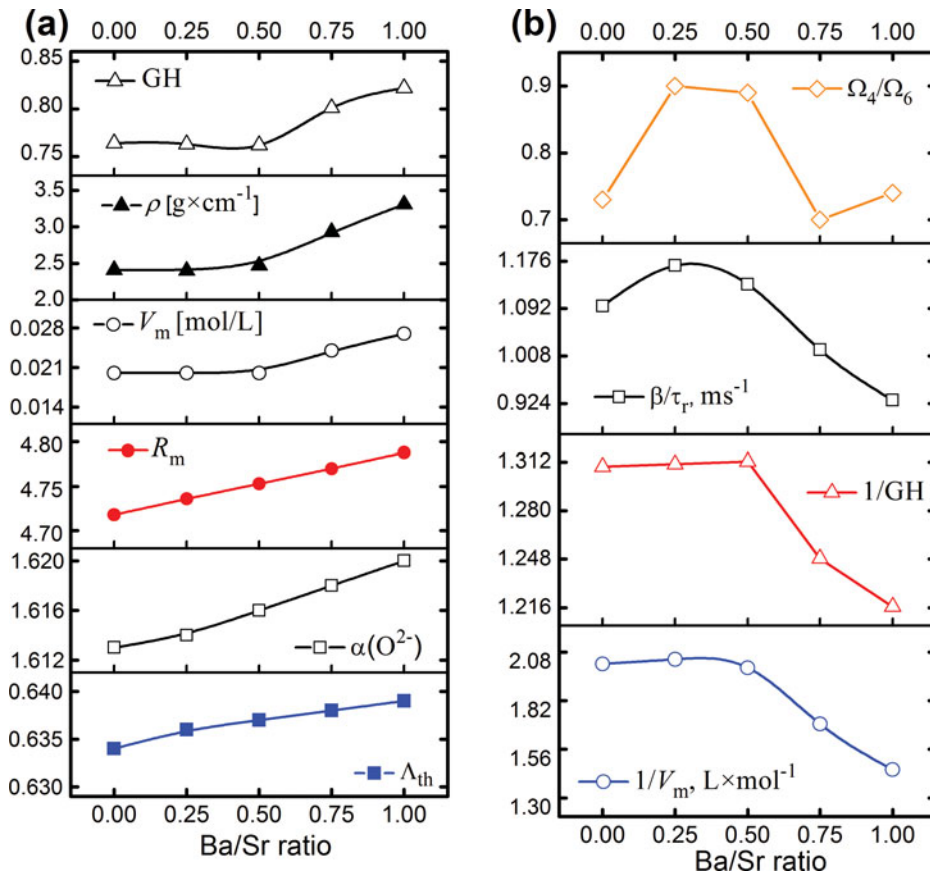 (a)
0.00 0.25 0.50 0.75 1.00
0.85
0.80
0.75
GH
3.5
3.0
2.5
2.0
ρ [g×cm⁻¹]
0.028
0.021
0.014
Vₘ [mol/L]
4.80
4.75
4.70
Rₘ
1.620
1.616
1.612
α(O²⁻)
0.640
0.635
0.630
Λₜₕ
0.00 0.25 0.50 0.75 1.00
Ba/Sr ratio
(b)
0.00 0.25 0.50 0.75 1.00
0.9
0.8
0.7
Ω₄/Ω₆
1.176
1.092
1.008
0.924
β/τᵣ, ms⁻¹
1.312
1.280
1.248
1.216
1/GH
2.08
1.82
1.56
1.30
1/Vₘ, L×mol⁻¹
0.00 0.25 0.50 0.75 1.00
Ba/Sr ratio